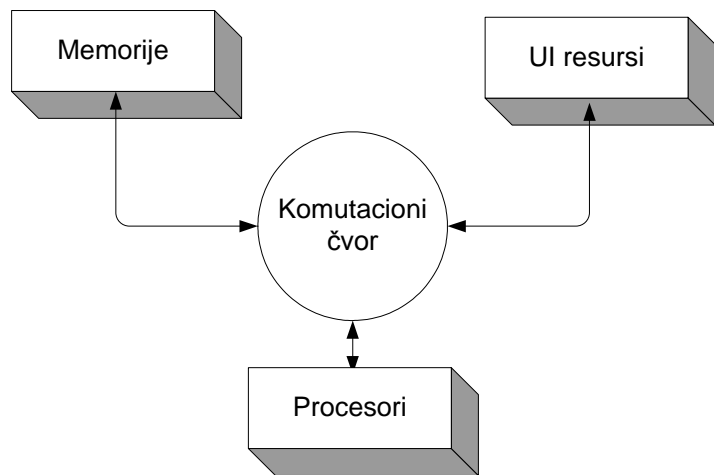 Memorije
UI resursi
Komutacioni
čvor
Procesori